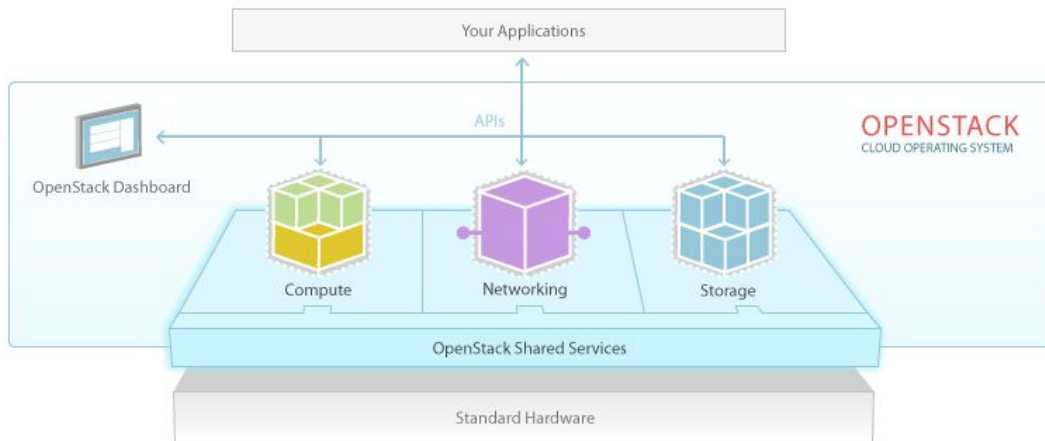 Your Applications
APIs
OPENSTACK
CLOUD OPERATING SYSTEM
OpenStack Dashboard
Compute
Networking
Storage
OpenStack Shared Services
Standard Hardware